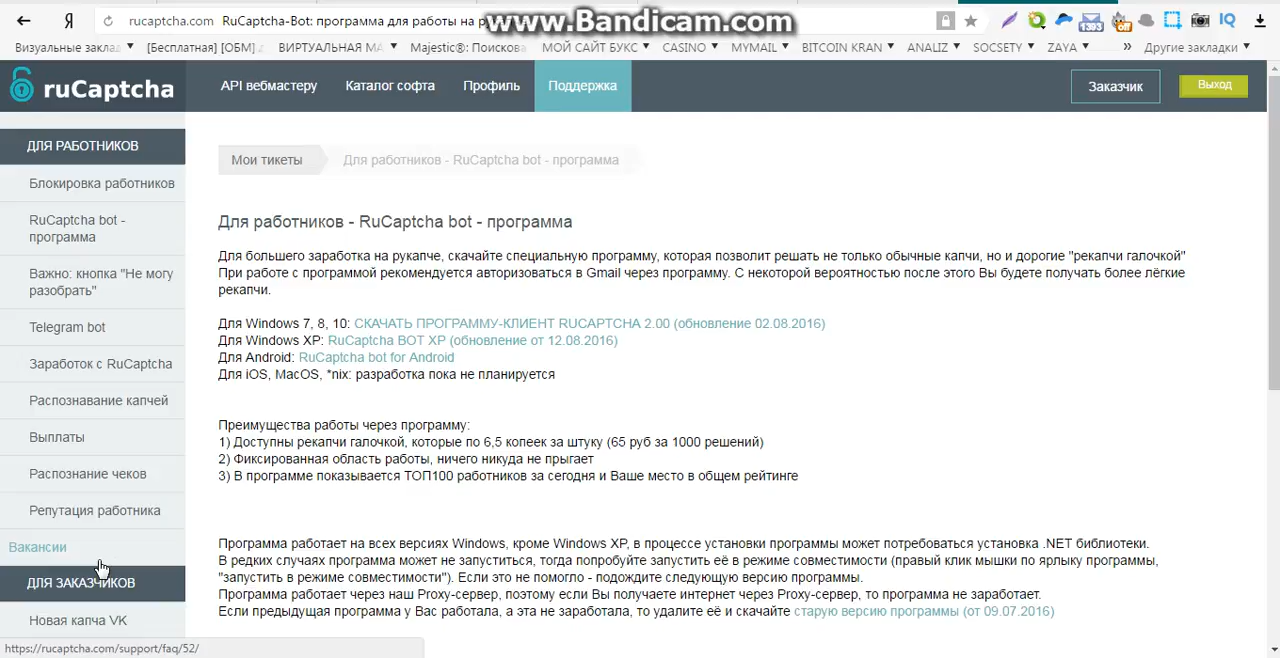 Я rucaptcha.com RuCaptcha-Bot: программа для работы на р
www.Bandicam.com
1393 off IQ
Визуальные заклад [Бесплатная] [ОБМ] ВИРТУАЛЬНАЯ МА Majestic®: Поискова МОЙ САЙТ БУКС CASINO MYMAIL BITCOIN KRAN ANALIZ SOCSETY ZAYA » Другие закладки
ruCaptcha API вебмастеру Каталог софта Профиль Поддержка Заказчик Выход
ДЛЯ РАБОТНИКОВ
Блокировка работников
RuCaptcha bot -
программа
Важно: кнопка "Не могу
разобрать"
Telegram bot
Заработок с RuCaptcha
Распознавание капчей
Выплаты
Распознание чеков
Репутация работника
Вакансии
ДЛЯ ЗАКАЗЧИКОВ
Новая капча VK
Мои тикеты Для работников - RuCaptcha bot - программа
Для работников - RuCaptcha bot - программа
Для большего заработка на рукапче, скачайте специальную программу, которая позволит решать не только обычные капчи, но и дорогие "рекапчи галочкой"
При работе с программой рекомендуется авторизоваться в Gmail через программу. С некоторой вероятностью после этого Вы будете получать более лёгкие
рекапчи.
Для Windows 7, 8, 10: СКАЧАТЬ ПРОГРАММУ-КЛИЕНТ RUCAPTCHA 2.00 (обновление 02.08.2016)
Для Windows XP: RuCaptcha BOT XP (обновление от 12.08.2016)
Для Android: RuCaptcha bot for Android
Для iOS, MacOS, *nix: разработка пока не планируется
Преимущества работы через программу:
1) Доступны рекапчи галочкой, которые по 6,5 копеек за штуку (65 руб за 1000 решений)
2) Фиксированная область работы, ничего никуда не прыгает
3) В программе показывается ТОП100 работников за сегодня и Ваше место в общем рейтинге
Программа работает на всех версиях Windows, кроме Windows XP, в процессе установки программы может потребоваться установка .NET библиотеки.
В редких случаях программа может не запуститься, тогда попробуйте запустить её в режиме совместимости (правый клик мышки по ярлыку программы,
"запустить в режиме совместимости"). Если это не помогло - подождите следующую версию программы.
Программа работает через наш Proxy-сервер, поэтому если Вы получаете интернет через Proxy-сервер, то программа не заработает.
Если предыдущая программа у Вас работала, а эта не заработала, то удалите её и скачайте старую версию программы (от 09.07.2016)
https://rucaptcha.com/support/faq/52/